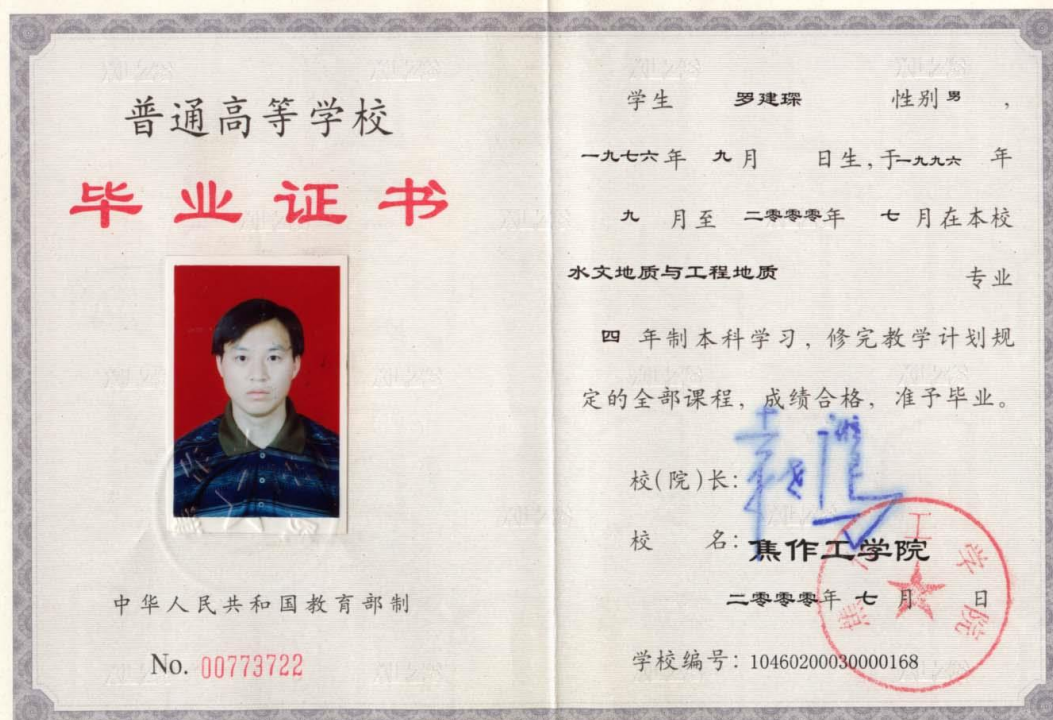 普通高等学校
毕业证书
中华人民共和国教育部制
No. 00773722
学生 罗建琛 性别男，
一九七六年 九月 日生，于一九九六 年
九 月至 二零零零年 七 月在本校
水文地质与工程地质 专业
四 年制本科学习，修完教学计划规
定的全部课程，成绩合格，准予毕业。
校(院)长：
校 名：焦作工学院
二零零零年 七 月 日
学校编号：10460200030000168
焦作工学院